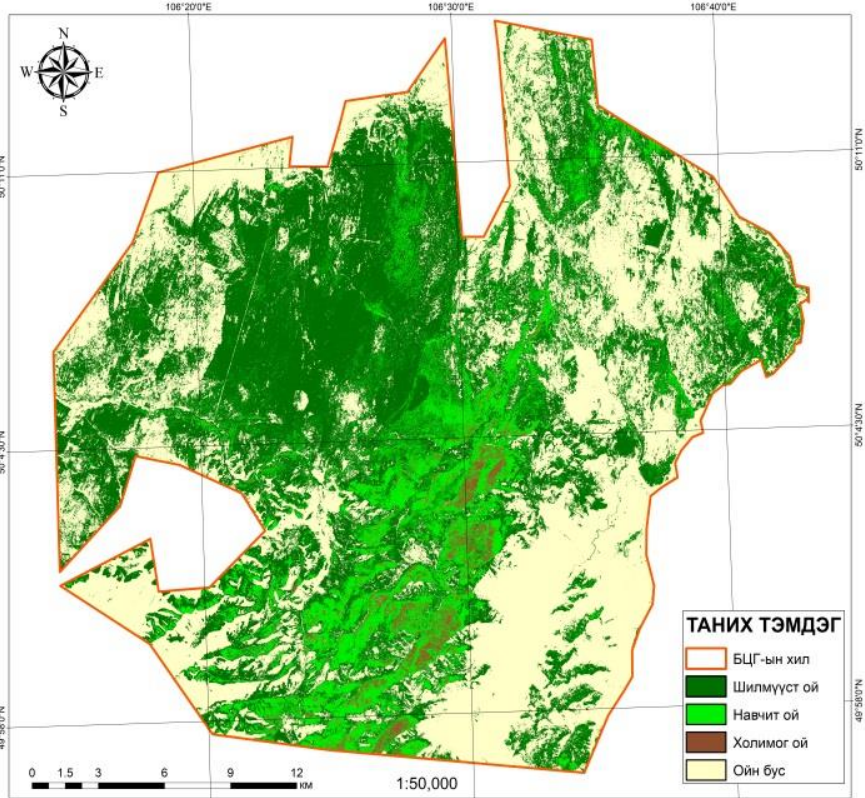 106°20'0"E 106°30'0"E 106°40'0"E
N
W E
S
50°11'0"N 50°11'0"N
50°4'30"N 50°4'30"N
49°58'0"N 49°58'0"N
ТАНИХ ТЭМДЭГ
БЦГ-ын хил
Шилмүүст ой
Навчит ой
Холимог ой
Ойн бус
0 1.5 3 6 9 12
км
1:50,000